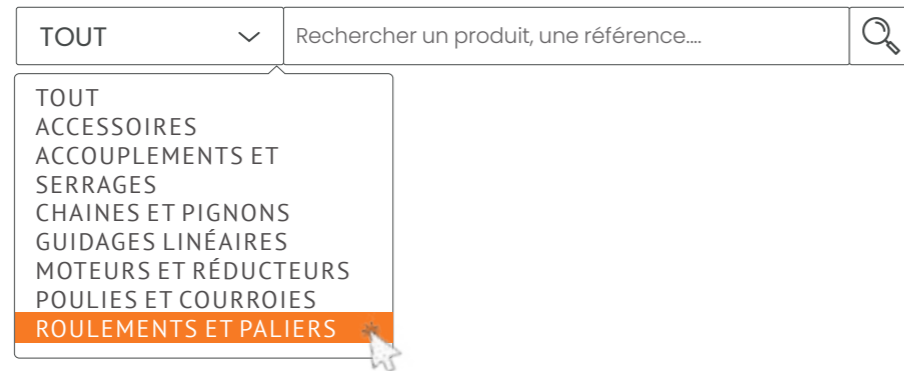 TOUT
Rechercher un produit, une référence....
TOUT
ACCESSOIRES
ACCOUPLEMENTS ET
SERRAGES
CHAINES ET PIGNONS
GUIDAGES LINÉAIRES
MOTEURS ET RÉDUCTEURS
POULIES ET COURROIES
ROULEMENTS ET PALIERS